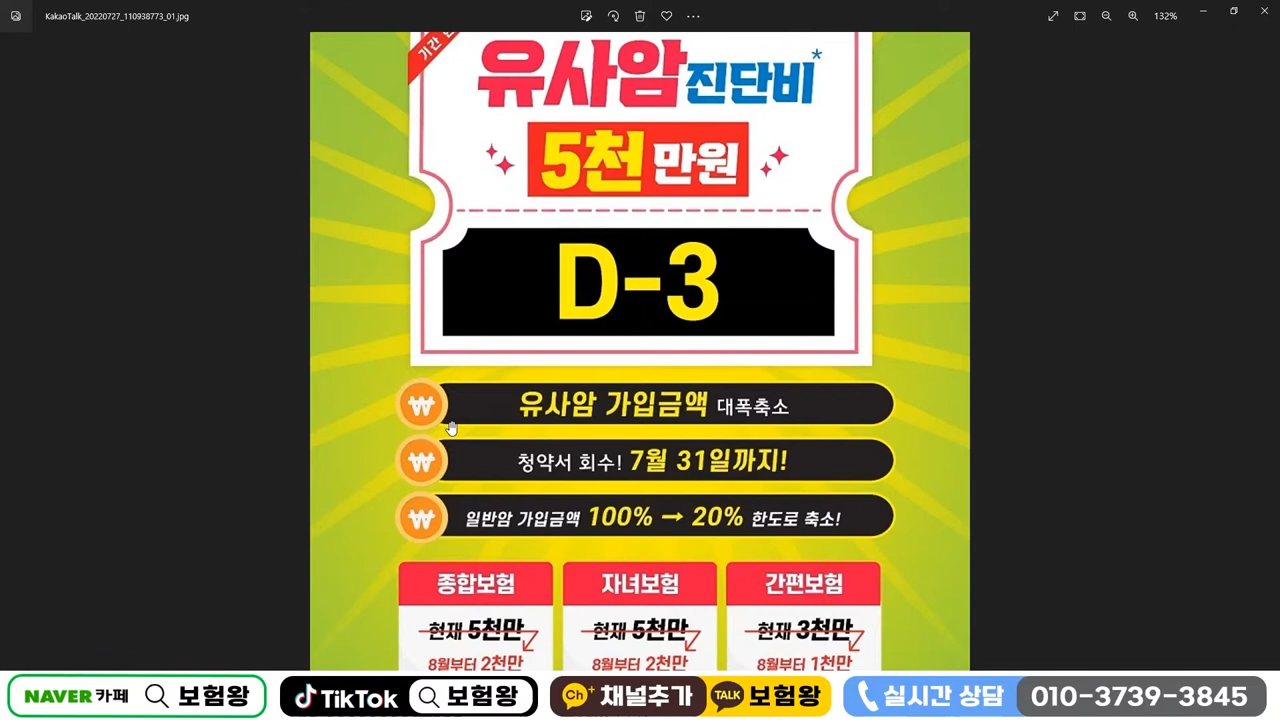 KakaoTalk_20220727_110938773_01.jpg
132%
기간
유사암진단비*
5천만원
D-3
유사암 가입금액 대폭축소
청약서 회수! 7월 31일까지!
일반암 가입금액 100% → 20% 한도로 축소!
종합보험 자녀보험 간편보험
현재 5천만 현재 5천만 현재 3천만
8월부터 2천만 8월부터 2천만 8월부터 1천만
NAVER 카페 보험왕 TikTok 보험왕 Ch+ 채널추가 TALK 보험왕 실시간 상담 010-3739-3845